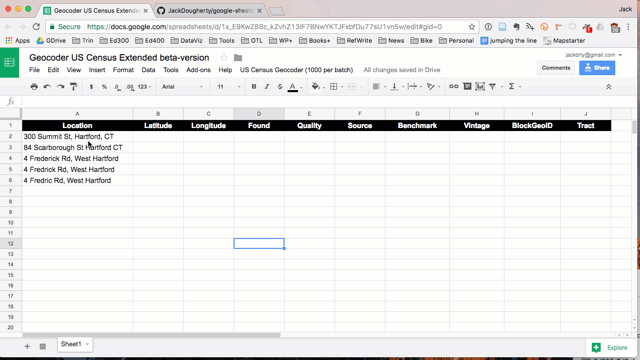 Geocoder US Census Extended
JackDougherty/google-sheets
Jack
Secure
https://docs.google.com/spreadsheets/d/1x_E9KwZ88c_kZvhZ13IF7BNwYKTJFxbfDu77sU1vn5w/edit#gid=0
Apps
GDrive
Trin
Ed300
Ed400
DataViz
Tools
OTL
WP+
Books+
RefWrite
News
Bike
Personal
jumping the line
Mapstarter
Geocoder US Census Extended beta-version
jackdrty@gmail.com
File Edit View Insert Format Data Tools Add-ons Help US Census Geocoder (1000 per batch) All changes saved in Drive
Comments
Share
$ % .0 .00 123
B I S A
fx
A B C D E F G H I J
1 Location Latitude Longitude Found Quality Source Benchmark Vintage BlockGeoID Tract
2 300 Summit St, Hartford, CT
3 84 Scarborough St Hartford CT
4 4 Frederick Rd, West Hartford
5 4 Fredrick Rd, West Hartford
6 4 Fredric Rd, West Hartford
7
8
9
10
11
12
13
14
15
16
17
18
19
20
Sheet1
Explore